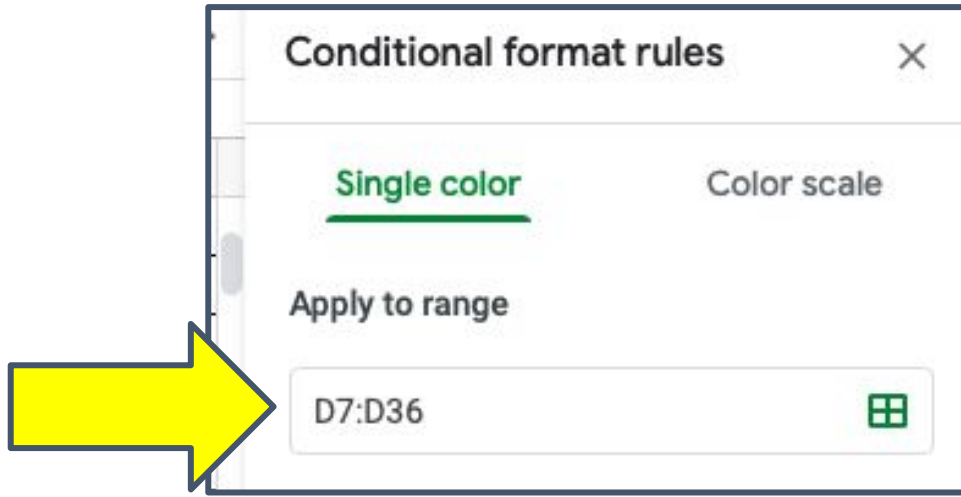 Conditional format rules
Single color Color scale
Apply to range
D7:D36